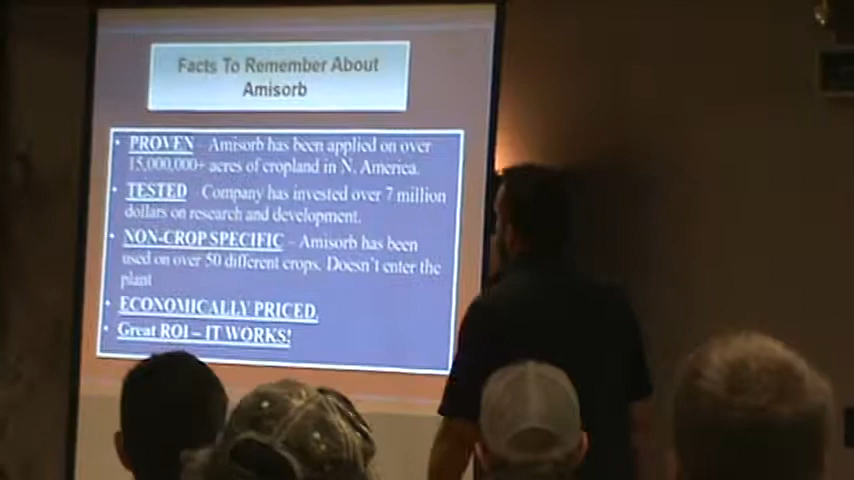 Facts To Remember About
Amisorb
• PROVEN – Amisorb has been applied on over
15,000,000+ acres of cropland in N. America.
• TESTED – Company has invested over 7 million
dollars on research and development.
• NON-CROP SPECIFIC – Amisorb has been
used on over 50 different crops. Doesn't enter the
plant
• ECONOMICALLY PRICED.
• Great ROI – IT WORKS!